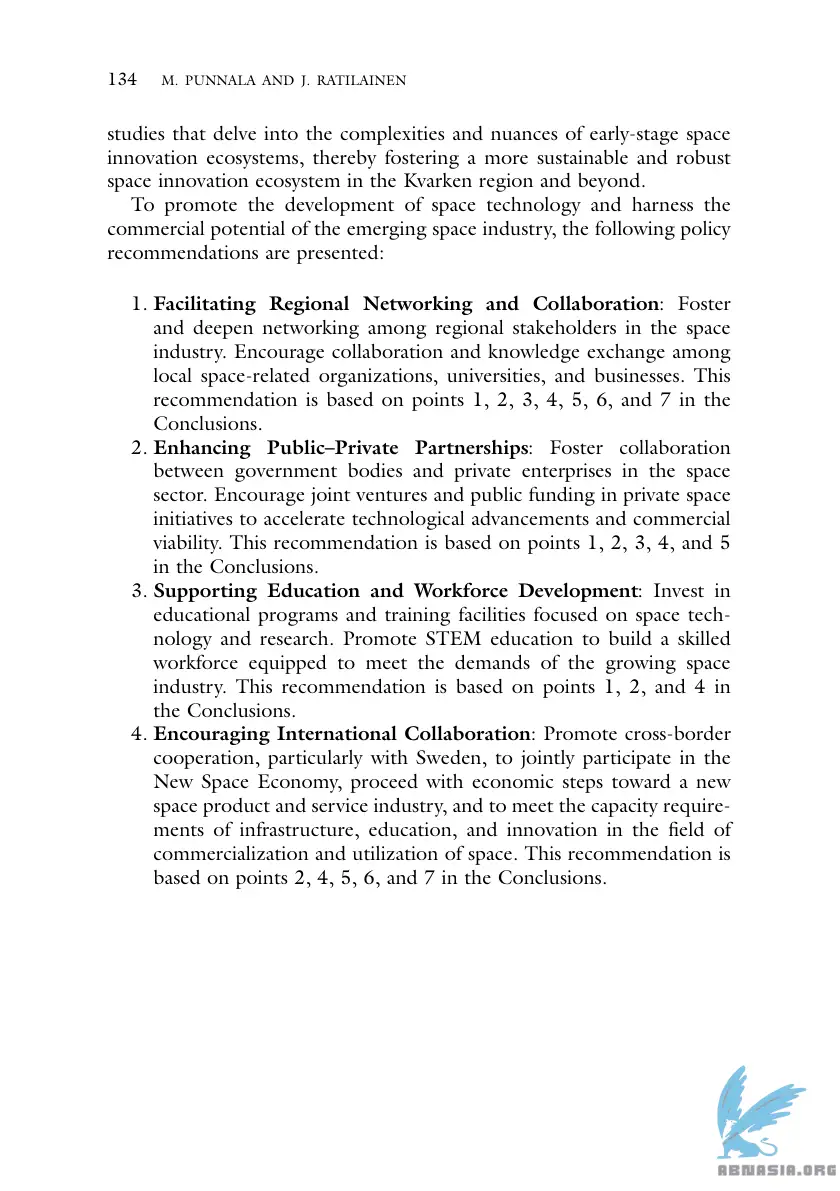 134 M. PUNNALA AND J. RATILAINEN
studies that delve into the complexities and nuances of early-stage space
innovation ecosystems, thereby fostering a more sustainable and robust
space innovation ecosystem in the Kvarken region and beyond.
To promote the development of space technology and harness the
commercial potential of the emerging space industry, the following policy
recommendations are presented:
1. Facilitating Regional Networking and Collaboration: Foster
and deepen networking among regional stakeholders in the space
industry. Encourage collaboration and knowledge exchange among
local space-related organizations, universities, and businesses. This
recommendation is based on points 1, 2, 3, 4, 5, 6, and 7 in the
Conclusions.
2. Enhancing Public–Private Partnerships: Foster collaboration
between government bodies and private enterprises in the space
sector. Encourage joint ventures and public funding in private space
initiatives to accelerate technological advancements and commercial
viability. This recommendation is based on points 1, 2, 3, 4, and 5
in the Conclusions.
3. Supporting Education and Workforce Development: Invest in
educational programs and training facilities focused on space tech-
nology and research. Promote STEM education to build a skilled
workforce equipped to meet the demands of the growing space
industry. This recommendation is based on points 1, 2, and 4 in
the Conclusions.
4. Encouraging International Collaboration: Promote cross-border
cooperation, particularly with Sweden, to jointly participate in the
New Space Economy, proceed with economic steps toward a new
space product and service industry, and to meet the capacity require-
ments of infrastructure, education, and innovation in the field of
commercialization and utilization of space. This recommendation is
based on points 2, 4, 5, 6, and 7 in the Conclusions.
ABNASIA.ORG